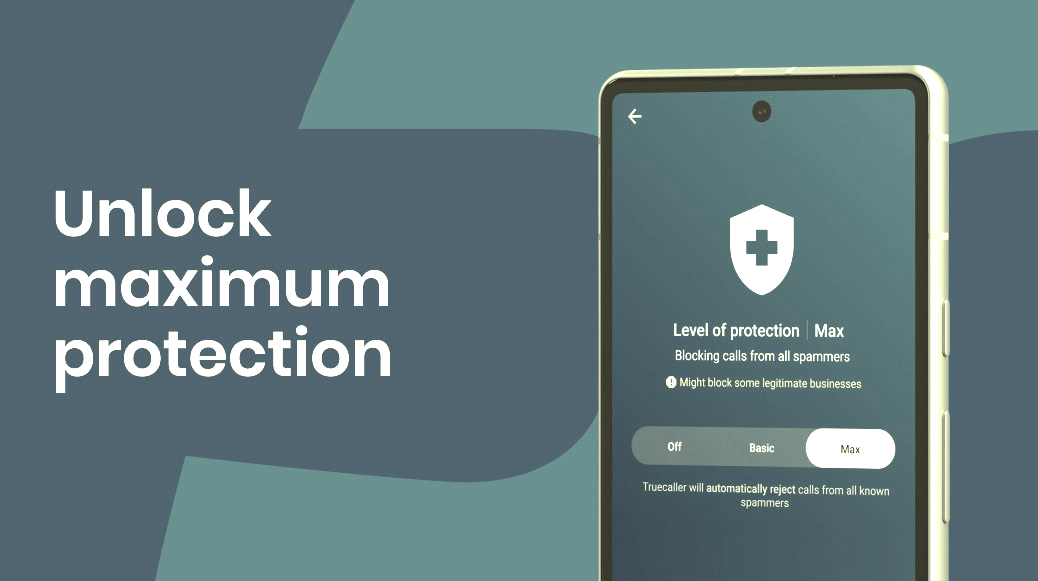 Unlock
maximum
protection
Level of protection | Max
Blocking calls from all spammers
Might block some legitimate businesses
Off Basic Max
Truecaller will automatically reject calls from all known
spammers